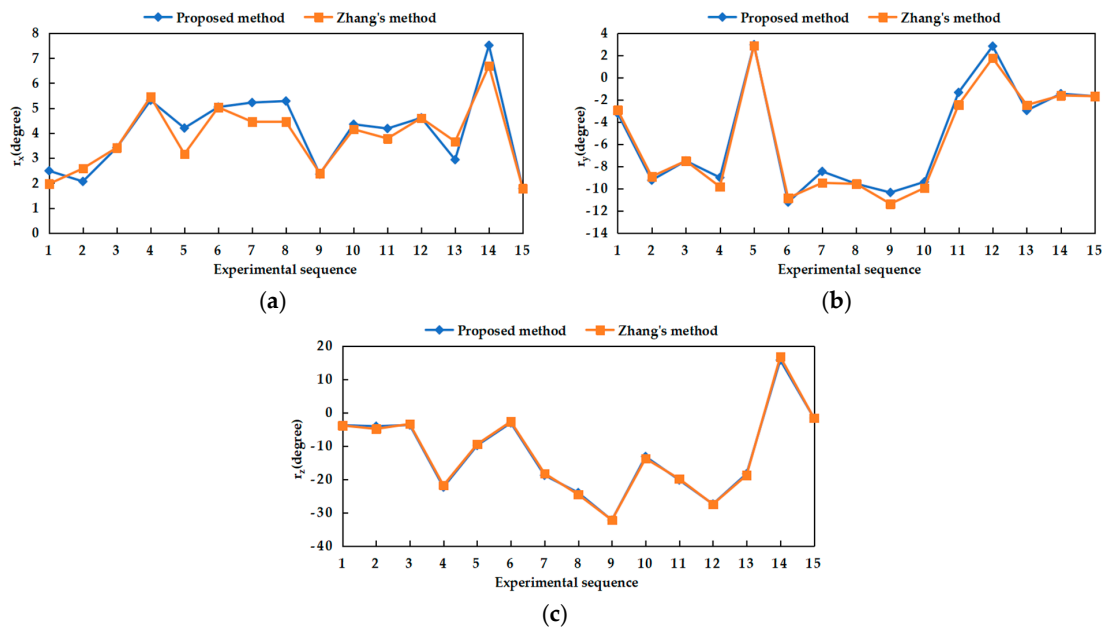 Proposed method Zhang's method
8
7
6
5
4
3
2
1
0
rx(degree)
1 2 3 4 5 6 7 8 9 10 11 12 13 14 15
Experimental sequence
(a)
Proposed method Zhang's method
4
2
0
-2
-4
-6
-8
-10
-12
-14
ry(degree)
1 2 3 4 5 6 7 8 9 10 11 12 13 14 15
Experimental sequence
(b)
Proposed method Zhang's method
20
10
0
-10
-20
-30
-40
rz(degree)
1 2 3 4 5 6 7 8 9 10 11 12 13 14 15
Experimental sequence
(c)